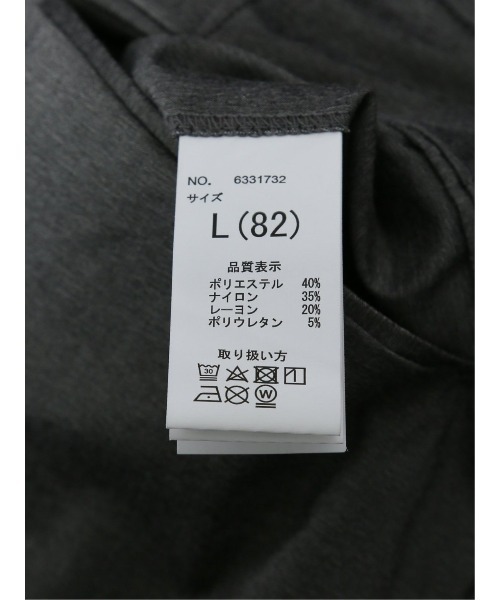 NO. 6331732
サイズ
L(82)
品質表示
ポリエステル 40%
ナイロン 35%
レーヨン 20%
ポリウレタン 5%
取り扱い方
30
W